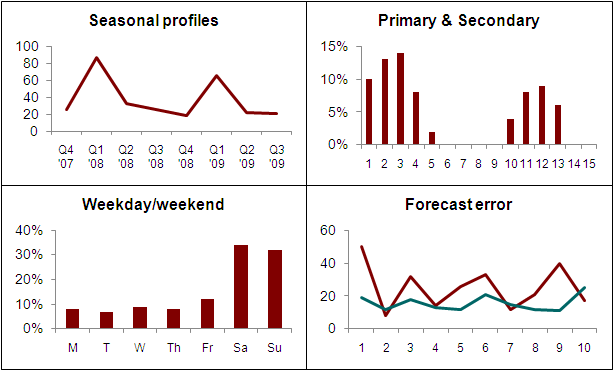 Seasonal profiles
100
80
60
40
20
0
Q4 Q1 Q2 Q3 Q4 Q1 Q2 Q3
'07 '08 '08 '08 '08 '09 '09 '09
Primary & Secondary
15%
10%
5%
0%
1 2 3 4 5 6 7 8 9 10 11 12 13 14 15
Weekday/weekend
40%
30%
20%
10%
0%
M T W Th Fr Sa Su
Forecast error
60
40
20
0
1 2 3 4 5 6 7 8 9 10